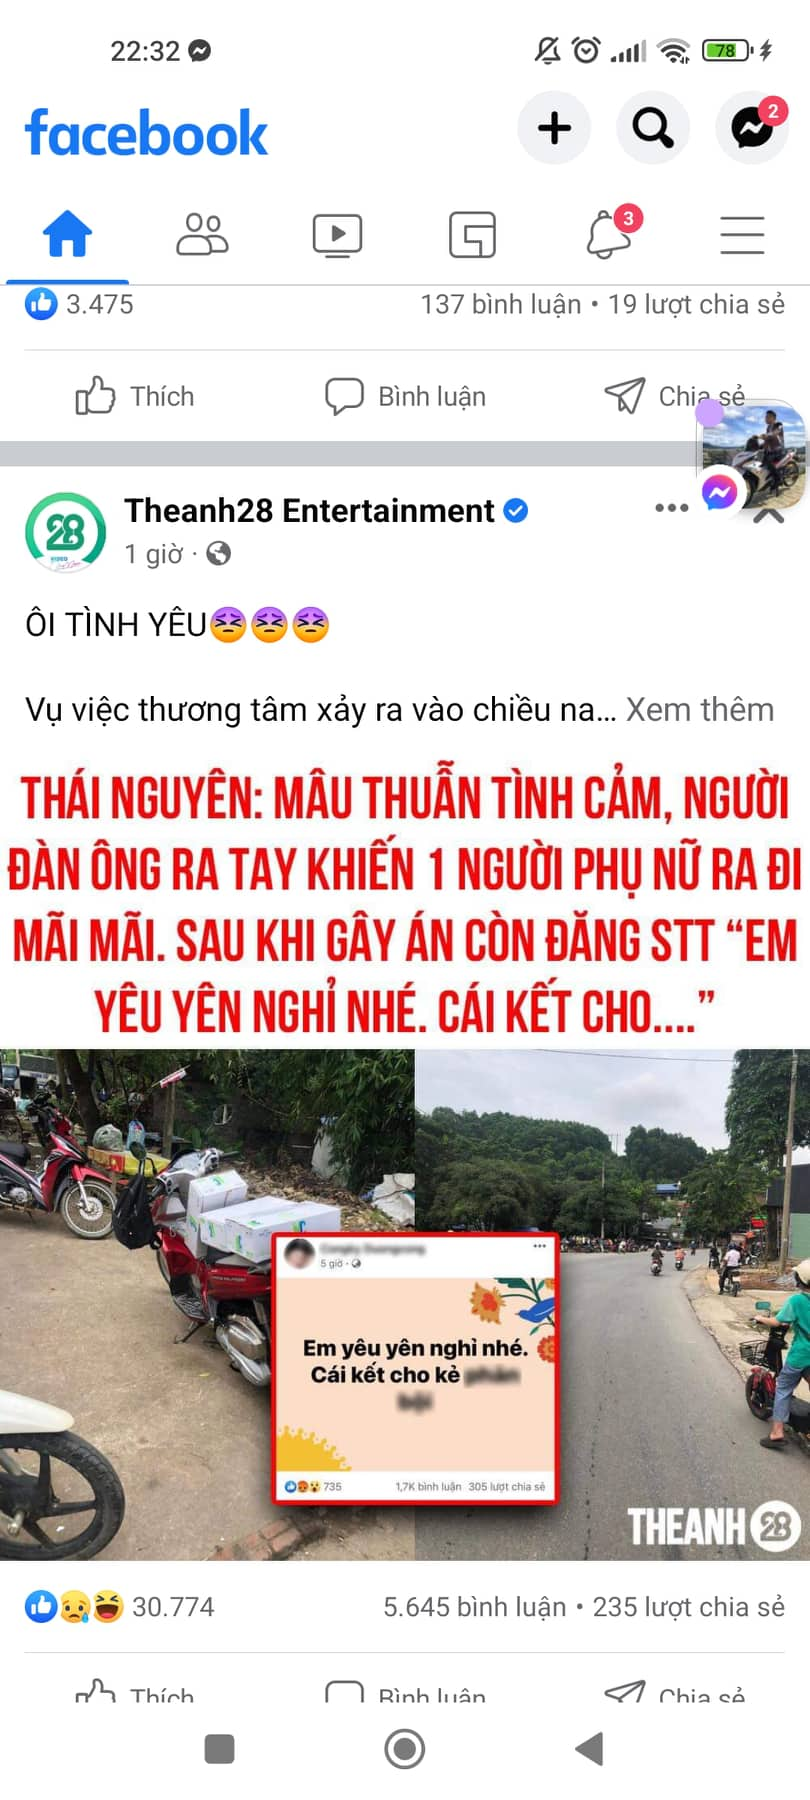 22:32
78
facebook
2
3
3.475
137 bình luận • 19 lượt chia sẻ
Thích
Bình luận
Chia sẻ
28
VIDEO
Theanh28 Entertainment
1 giờ ·
ÔI TÌNH YÊU😣😣😣
Vụ việc thương tâm xảy ra vào chiều na... Xem thêm
THÁI NGUYÊN: MÂU THUẪN TÌNH CẢM, NGƯỜI
ĐÀN ÔNG RA TAY KHIẾN 1 NGƯỜI PHỤ NỮ RA ĐI
MÃI MÃI. SAU KHI GÂY ÁN CÒN ĐĂNG STT “EM
YÊU YÊN NGHỈ NHÉ. CÁI KẾT CHO....”
5 giờ ·
Em yêu yên nghỉ nhé.
Cái kết cho kẻ
735
1,7K bình luận 305 lượt chia sẻ
THEANH 28
30.774
5.645 bình luận • 235 lượt chia sẻ
Thích
Bình luận
Chia sẻ